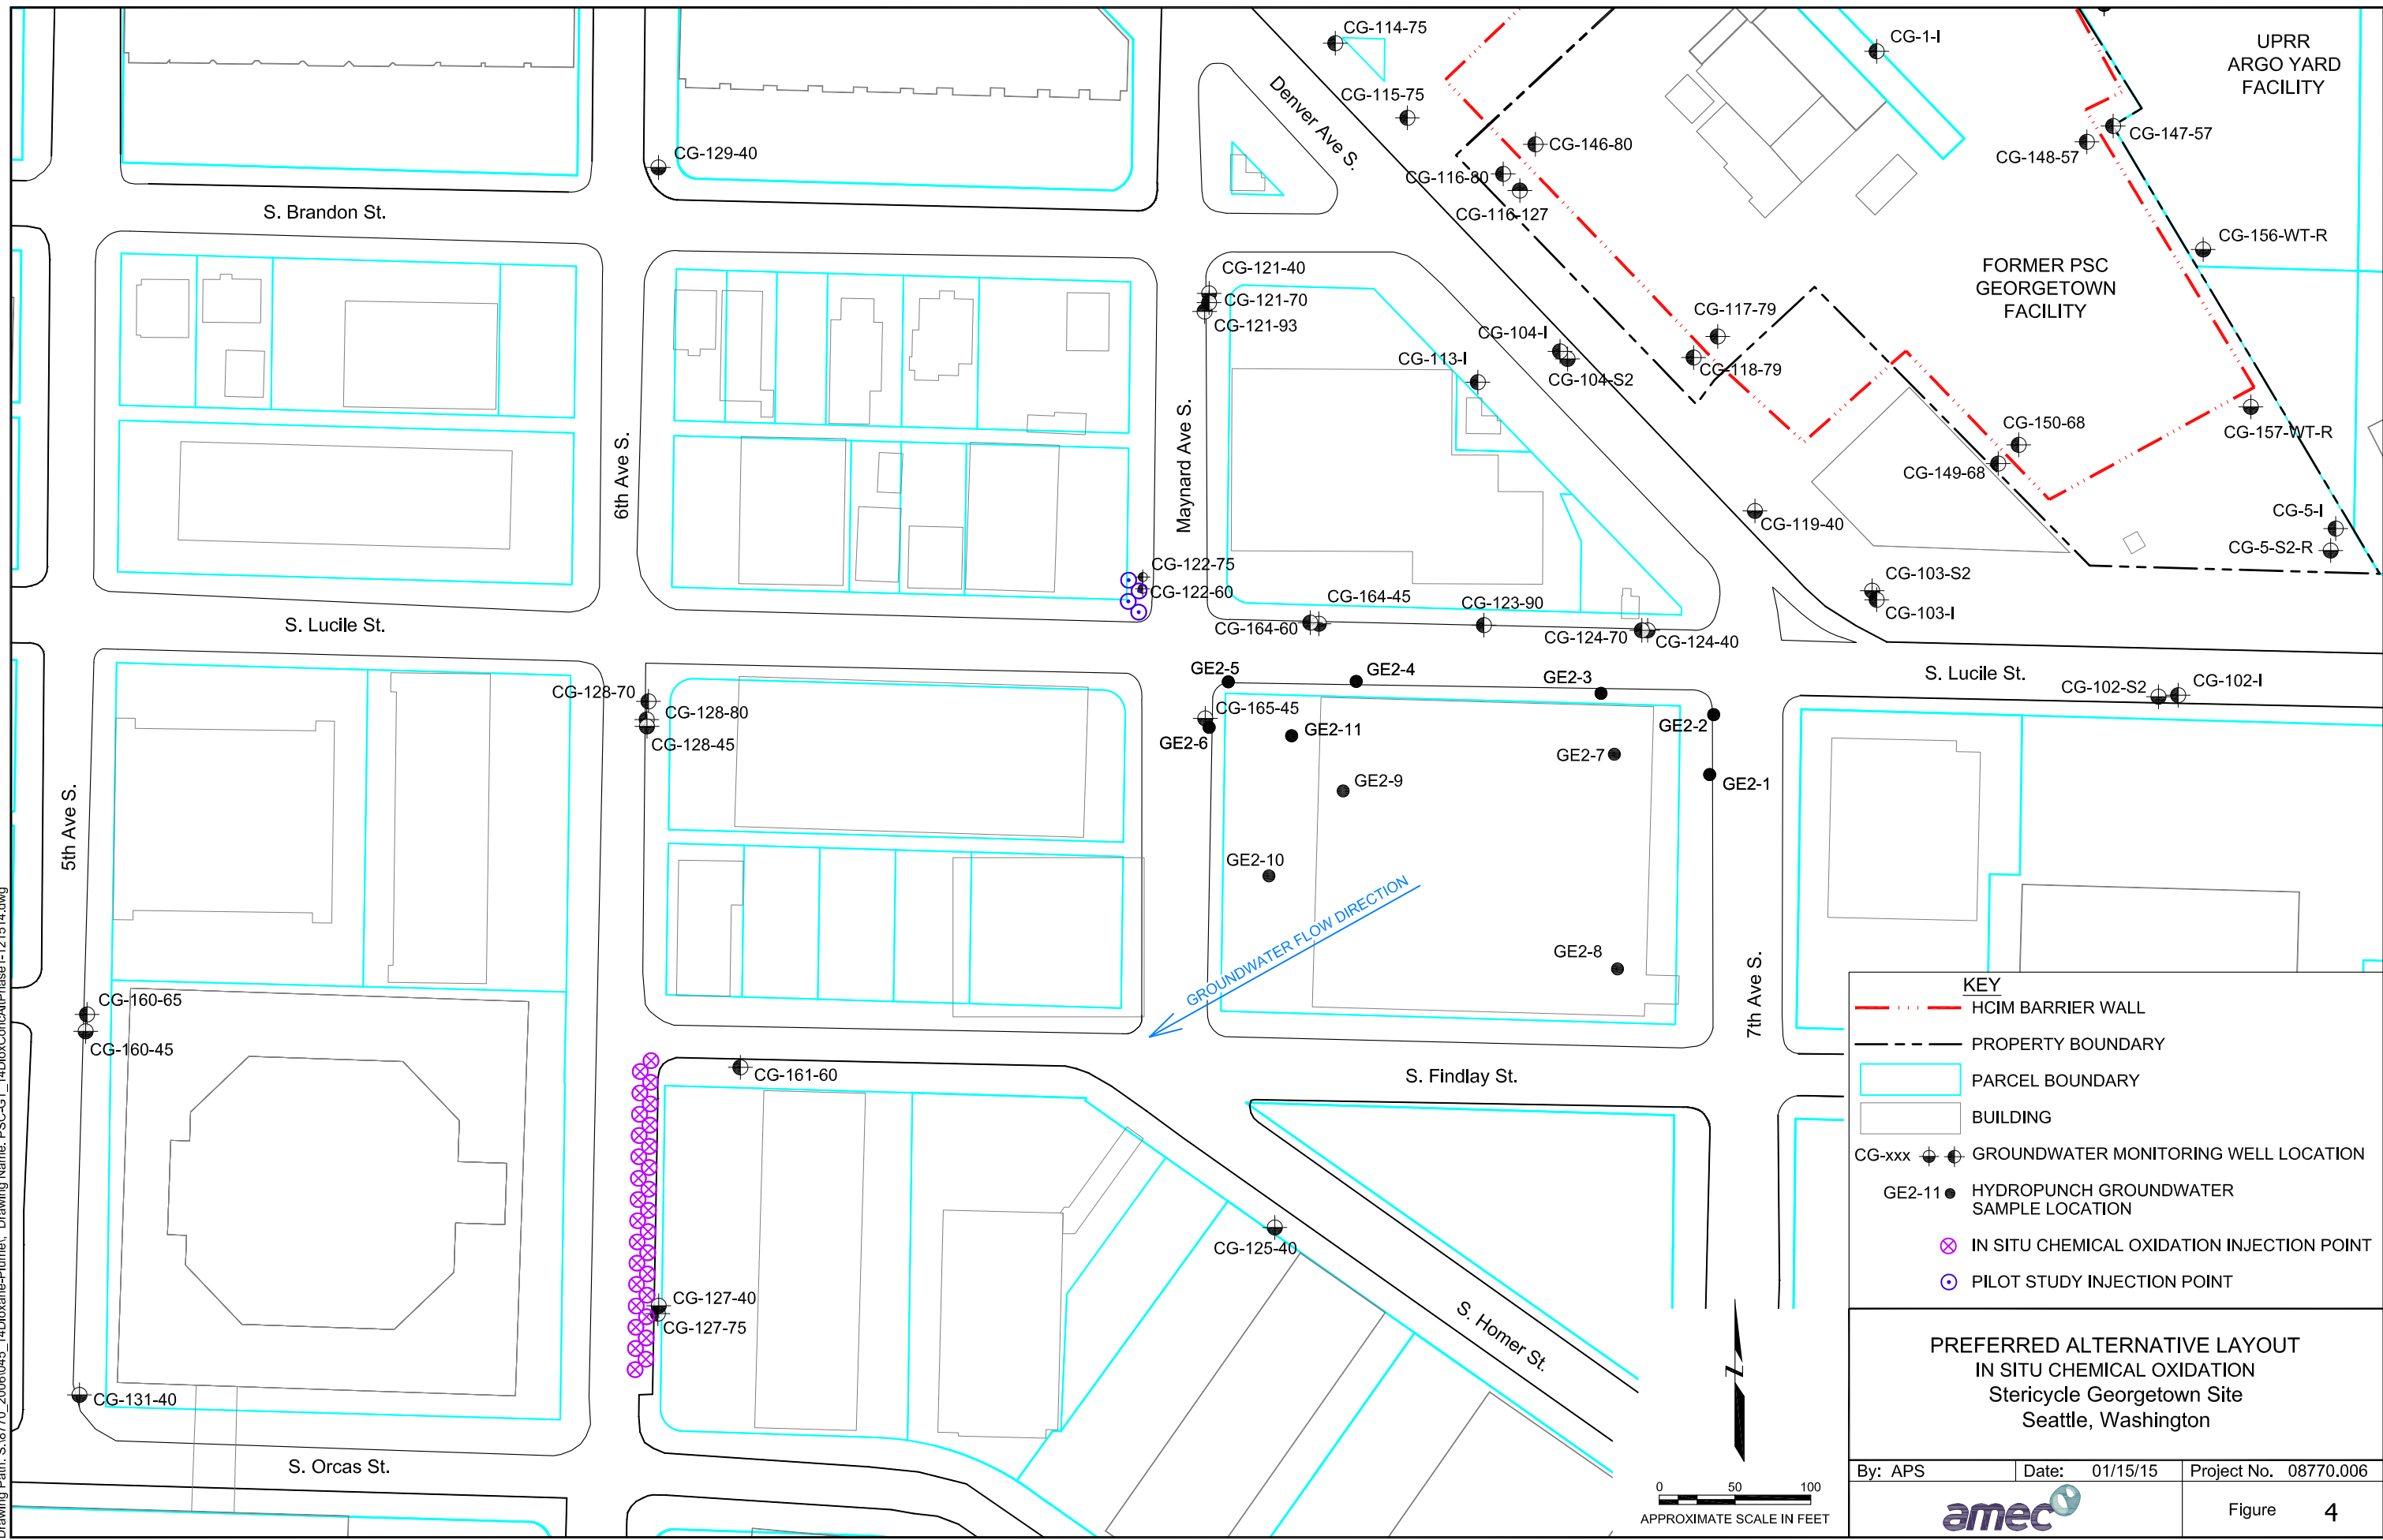 CG-114-75
CG-1-I
UPRR
ARGO YARD
FACILITY
Denver Ave S.
CG-115-75
CG-129-40
CG-146-80
CG-147-57
CG-148-57
CG-116-80
CG-116-127
S. Brandon St.
CG-156-WT-R
CG-121-40
CG-121-70
CG-121-93
FORMER PSC
GEORGETOWN
FACILITY
CG-117-79
CG-104-I
CG-113-I
CG-104-S2
CG-118-79
Maynard Ave S.
6th Ave S.
CG-150-68
CG-157-WT-R
CG-149-68
CG-119-40
CG-5-I
CG-5-S2-R
CG-122-75
CG-122-60
CG-103-S2
CG-103-I
S. Lucile St.
CG-164-45
CG-123-90
CG-164-60
CG-124-70
CG-124-40
GE2-5
GE2-4
GE2-3
S. Lucile St.
CG-102-S2
CG-102-I
CG-128-70
CG-128-80
CG-128-45
CG-165-45
GE2-6
GE2-11
GE2-2
GE2-7
GE2-9
GE2-1
5th Ave S.
GE2-10
GROUNDWATER FLOW DIRECTION
GE2-8
7th Ave S.
CG-160-65
CG-160-45
CG-161-60
S. Findlay St.
CG-125-40
CG-127-40
CG-127-75
S. Homer St.
CG-131-40
S. Orcas St.
N
0 50 100
APPROXIMATE SCALE IN FEET
KEY
HCIM BARRIER WALL
PROPERTY BOUNDARY
PARCEL BOUNDARY
BUILDING
CG-xxx GROUNDWATER MONITORING WELL LOCATION
GE2-11 HYDROPUNCH GROUNDWATER
SAMPLE LOCATION
IN SITU CHEMICAL OXIDATION INJECTION POINT
PILOT STUDY INJECTION POINT
PREFERRED ALTERNATIVE LAYOUT
IN SITU CHEMICAL OXIDATION
Stericycle Georgetown Site
Seattle, Washington
By: APS Date: 01/15/15 Project No. 08770.006
amec
Figure 4